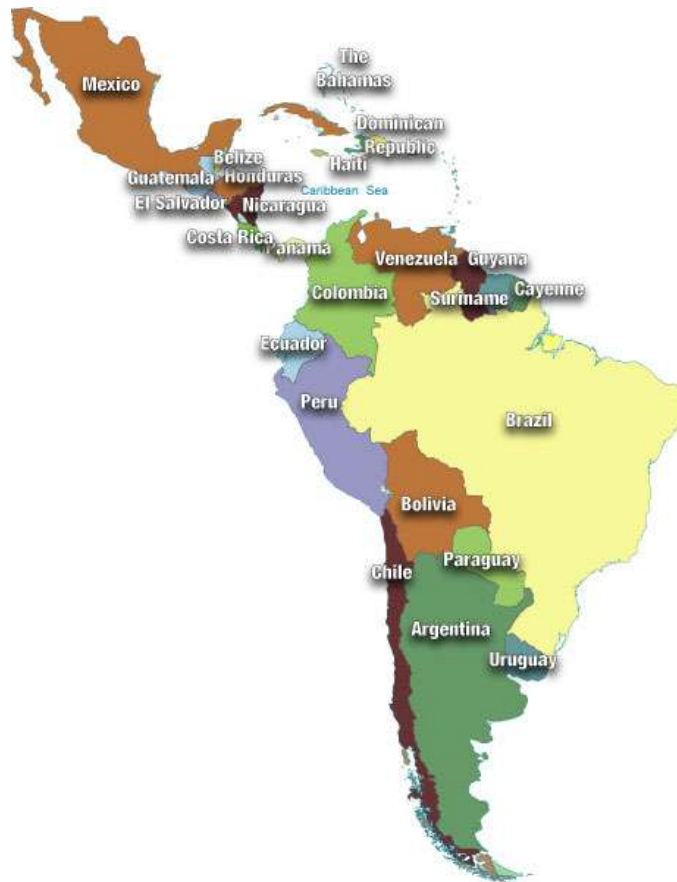 Mexico
The
Bahamas
Dominican
Republic
Haiti
Belize
Guatemala
Honduras
El Salvador
Nicaragua
Caribbean Sea
Costa Rica
Panama
Venezuela
Guyana
Colombia
Suriname
Cayenne
Ecuador
Peru
Brazil
Bolivia
Paraguay
Chile
Argentina
Uruguay